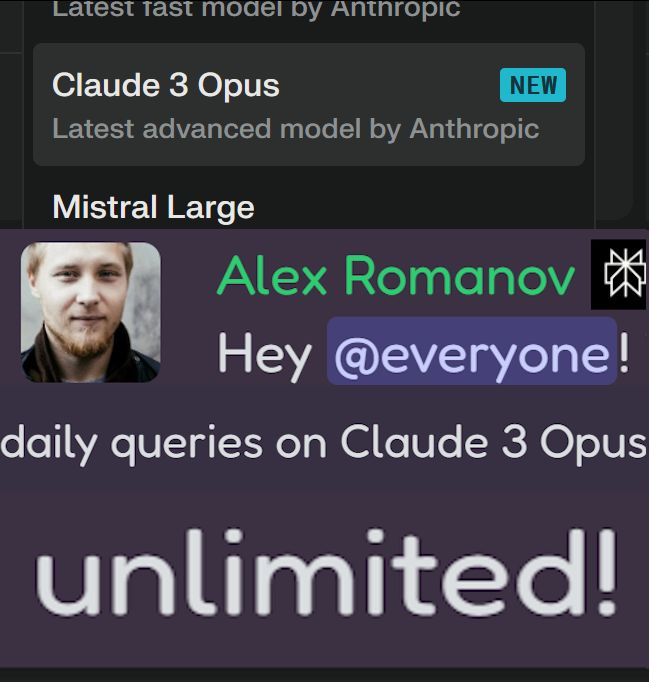 Latest fast model by Anthropic
Claude 3 Opus NEW
Latest advanced model by Anthropic
Mistral Large
Alex Romanov
Hey @everyone!
daily queries on Claude 3 Opus
unlimited!